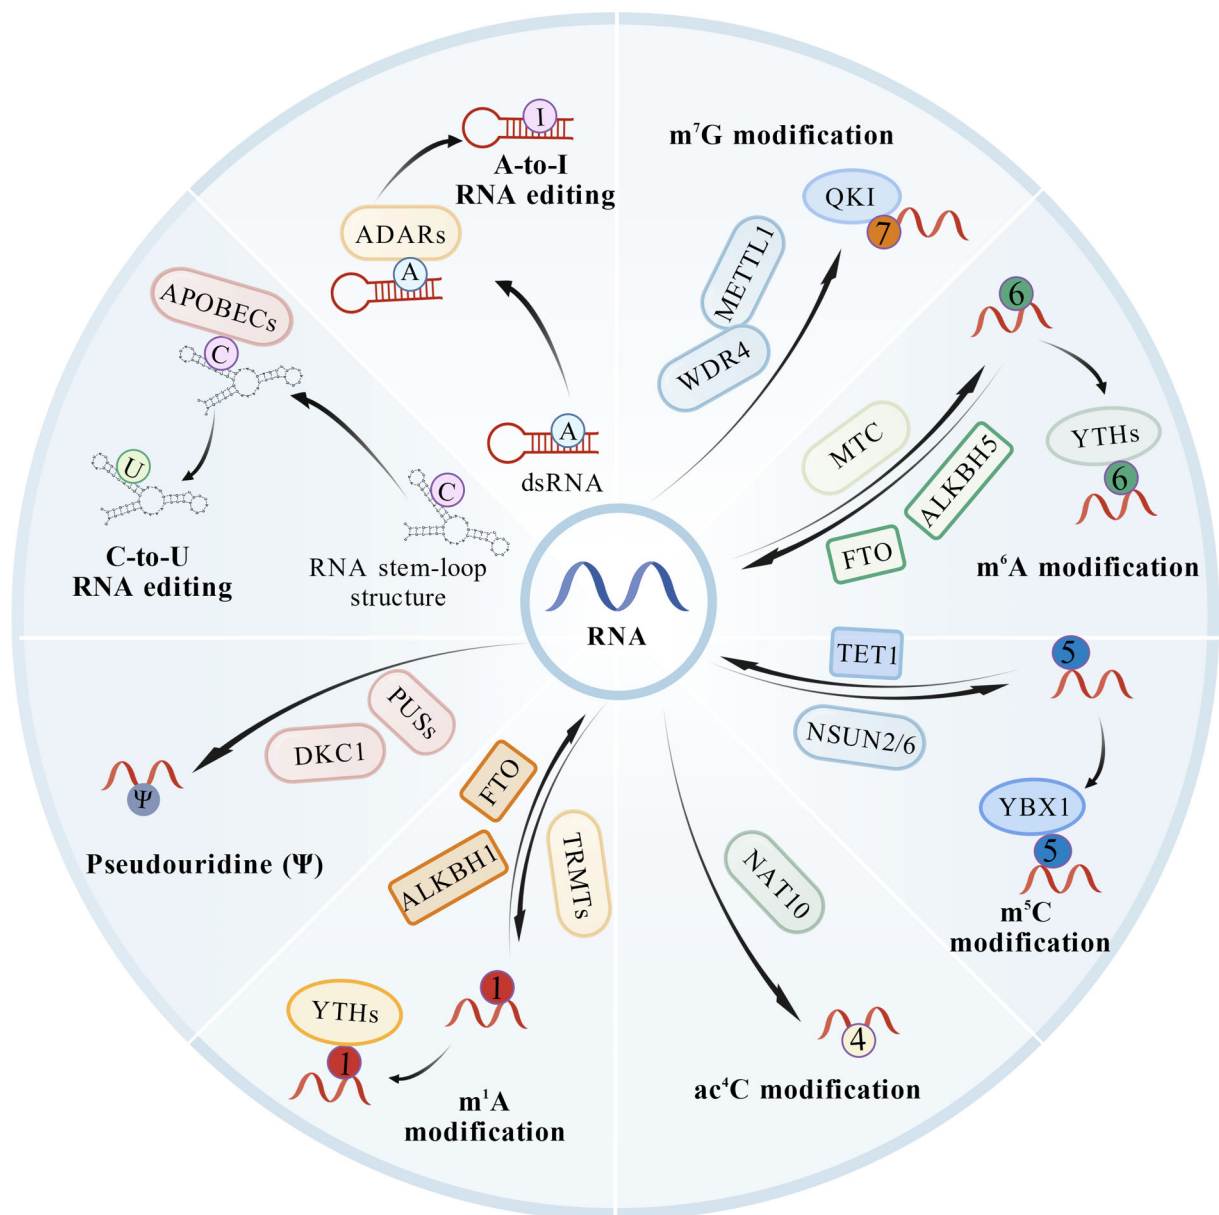 I
A-to-I
RNA editing
ADARs
A
A
dsRNA
m⁷G modification
QKI
7
METTL1
WDR4
6
MTC
ALKBH5
FTO
YTHs
6
m⁶A modification
APOBECs
C
U
C
C-to-U
RNA editing
RNA stem-loop
structure
RNA
TET1
5
NSUN2/6
YBX1
5
m⁵C
modification
PUSs
DKC1
Ψ
Pseudouridine (Ψ)
FTO
ALKBH1
TRMTs
1
YTHs
1
m¹A
modification
NAT10
4
ac⁴C modification